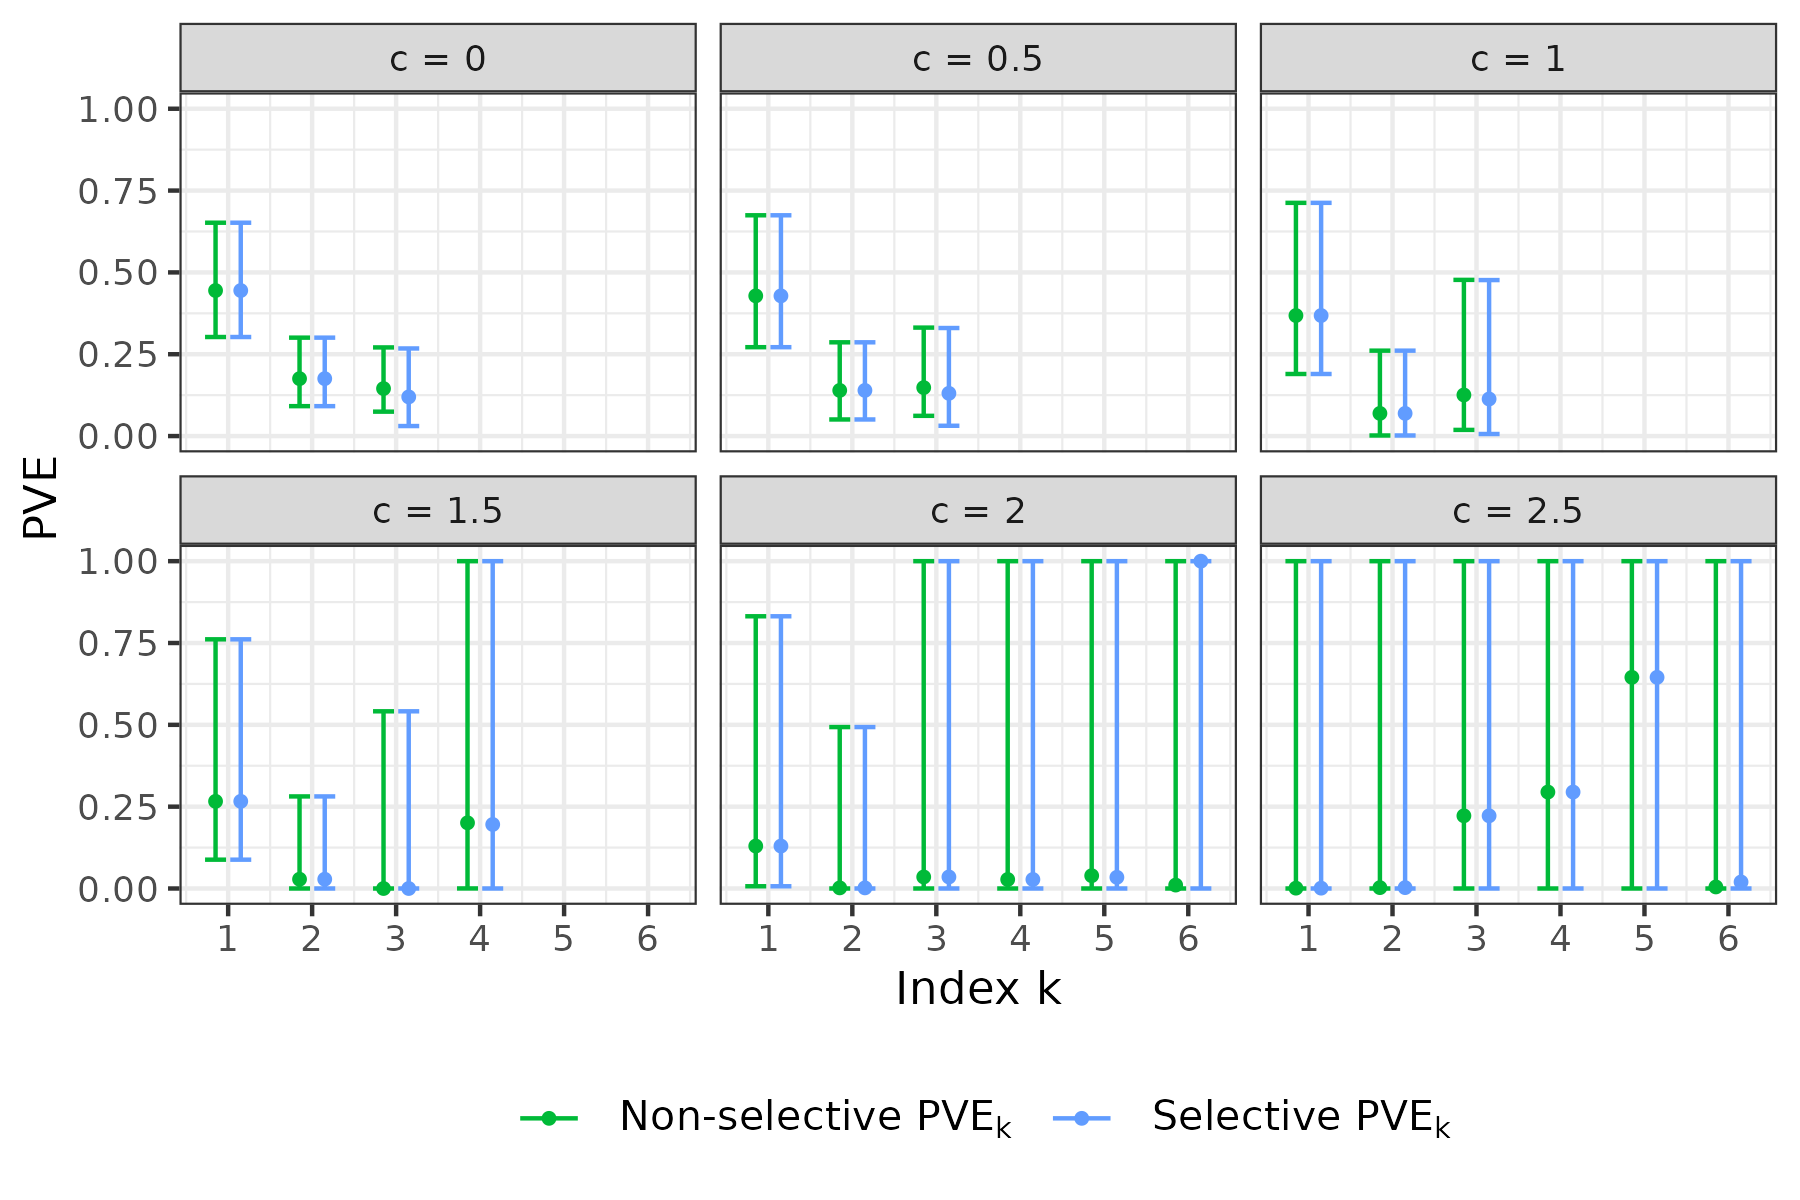 c = 0
c = 0.5
c = 1
1.00
0.75
0.50
0.25
0.00
PVE
c = 1.5
c = 2
c = 2.5
1.00
0.75
0.50
0.25
0.00
1 2 3 4 5 6
1 2 3 4 5 6
1 2 3 4 5 6
Index k
Non-selective PVEk
Selective PVEk